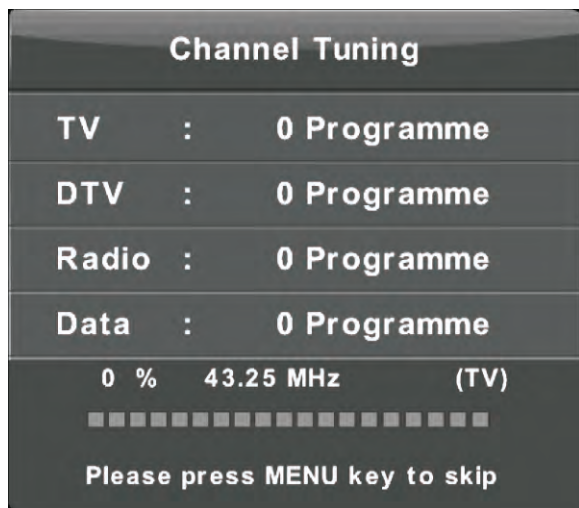 Channel Tuning
TV : 0 Programme
DTV : 0 Programme
Radio : 0 Programme
Data : 0 Programme
0 % 43.25 MHz (TV)
Please press MENU key to skip